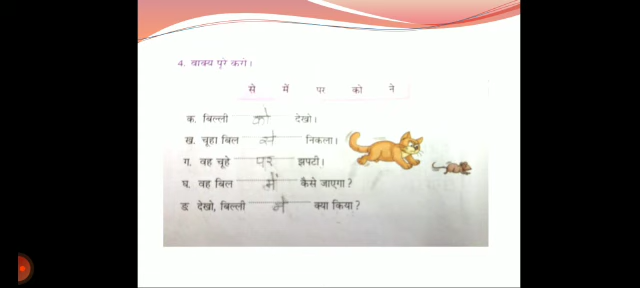 4. वाक्य पूरे करो।
से में पर को ने
क. बिल्ली को देखो।
ख. चूहा बिल से निकला।
ग. वह चूहे पर झपटी।
घ. वह बिल में कैसे जाएगा?
ङ देखो, बिल्ली ने क्या किया?